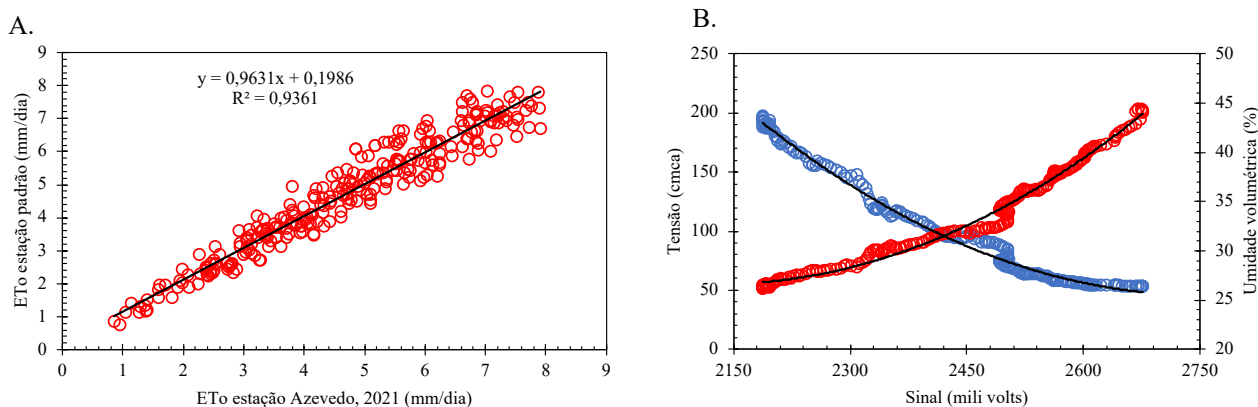 A.
ETo estação padrão (mm/dia)
9
8
7
6
5
4
3
2
1
0
y = 0,9631x + 0,1986
R² = 0,9361
0 1 2 3 4 5 6 7 8 9
ETo estação Azevedo, 2021 (mm/dia)
B.
Tensão (cmca)
250
200
150
100
50
0
50
45
40
35
30
25
20
Umidade volumétrica (%)
2150 2300 2450 2600 2750
Sinal (mili volts)